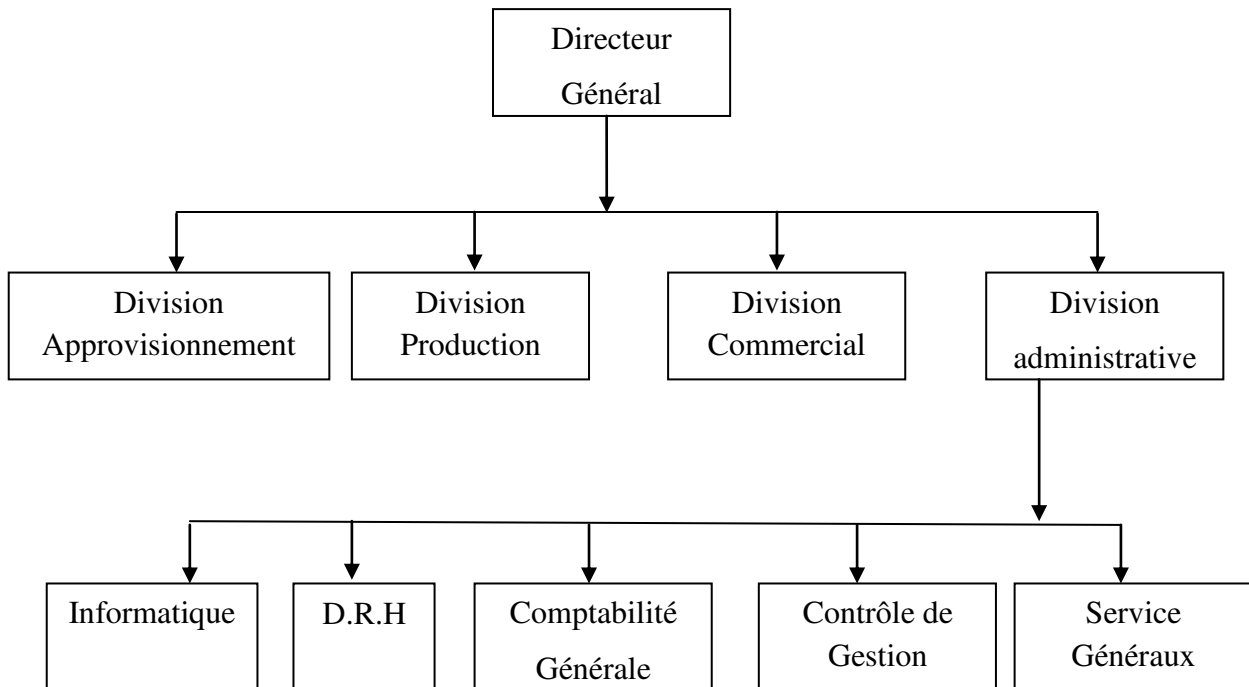 Directeur
Général
Division
Approvisionnement
Division
Production
Division
Commercial
Division
administrative
Informatique
D.R.H
Comptabilité
Générale
Contrôle de
Gestion
Service
Généraux